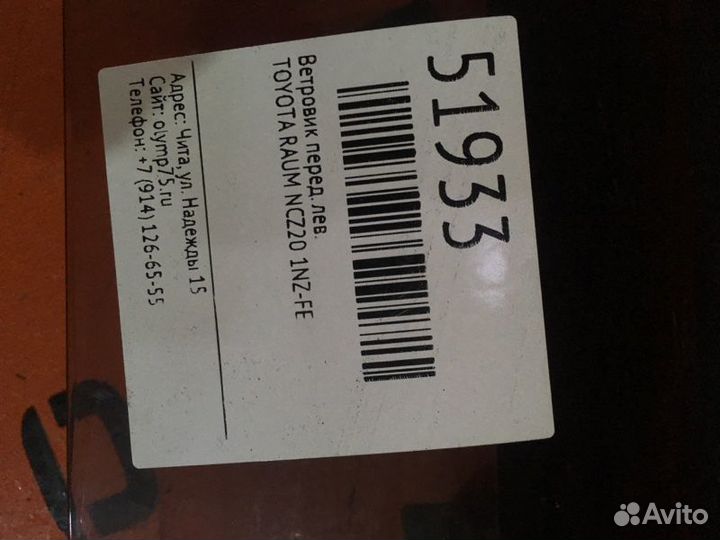 51933
Ветровик перед. лев.
TOYOTA RAUM NCZ20 1NZ-FE
Адрес: Чита, ул. Надежды 15
Сайт: olymp75.ru
Телефон: +7 (914) 126-65-55
Avito